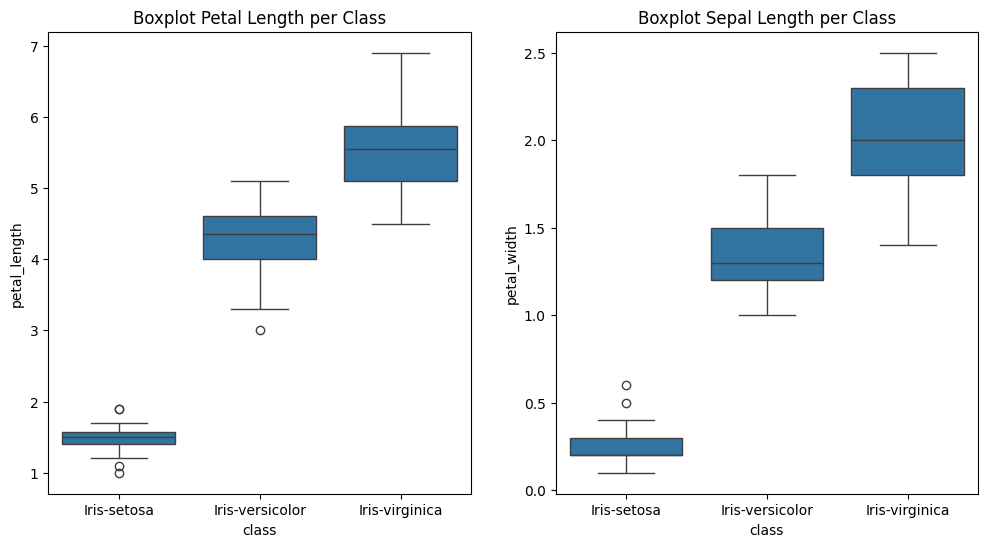 Boxplot Petal Length per Class
7
6
5
4
3
2
1
petal_length
Iris-setosa Iris-versicolor Iris-virginica
class
Boxplot Sepal Length per Class
2.5
2.0
1.5
1.0
0.5
0.0
petal_width
Iris-setosa Iris-versicolor Iris-virginica
class